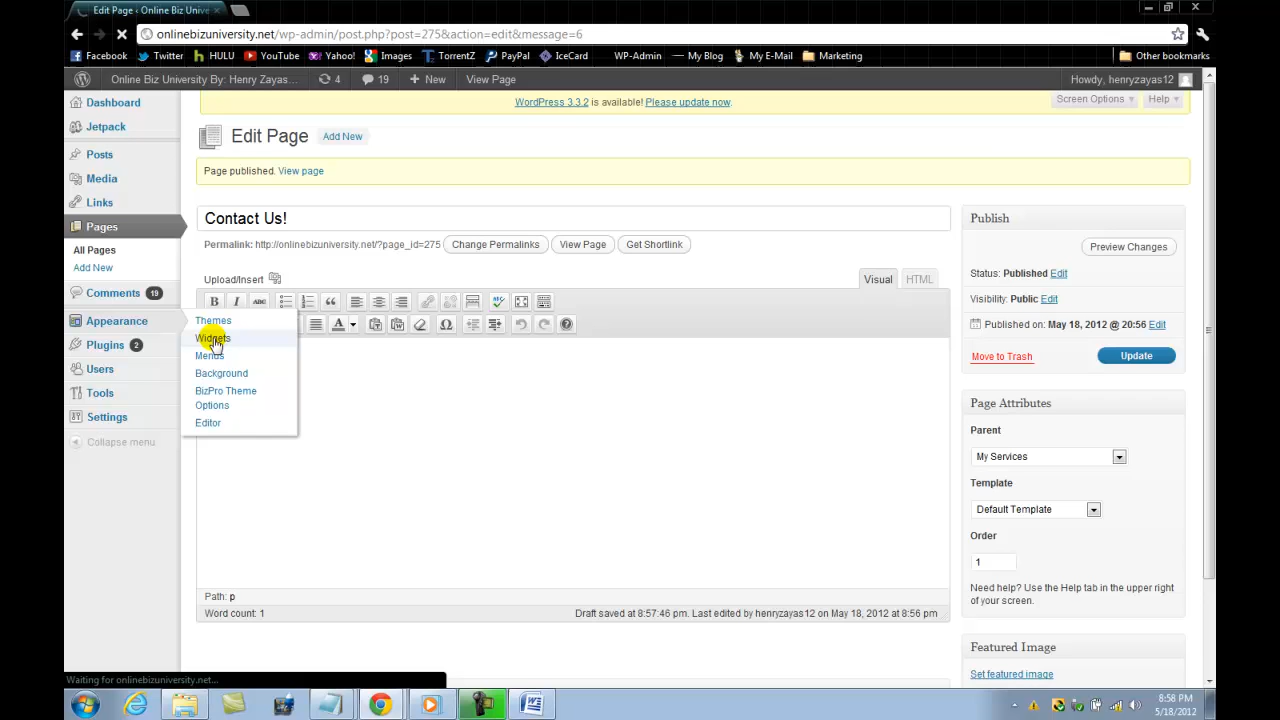 Edit Page ‹ Online Biz Unive
onlinebizuniversity.net/wp-admin/post.php?post=275&action=edit&message=6
Facebook Twitter HULU YouTube Yahoo! Images TorrentZ PayPal IceCard WP-Admin My Blog My E-Mail Marketing Other bookmarks
Online Biz University By: Henry Zayas... 4 19 New View Page Howdy, henryzayas12
WordPress 3.3.2 is available! Please update now.
Screen Options Help
Dashboard
Jetpack
Posts
Media
Links
Pages
All Pages
Add New
Comments 19
Appearance
Plugins 2
Users
Tools
Settings
Collapse menu
Themes
Widgets
Menus
Background
BizPro Theme
Options
Editor
Edit Page Add New
Page published. View page
Contact Us!
Permalink: http://onlinebizuniversity.net/?page_id=275 Change Permalinks View Page Get Shortlink
Upload/Insert
Visual HTML
B I ABC
Path: p
Word count: 1 Draft saved at 8:57:46 pm. Last edited by henryzayas12 on May 18, 2012 at 8:56 pm
Publish
Preview Changes
Status: Published Edit
Visibility: Public Edit
Published on: May 18, 2012 @ 20:56 Edit
Move to Trash Update
Page Attributes
Parent
My Services
Template
Default Template
Order
1
Need help? Use the Help tab in the upper right
of your screen.
Featured Image
Set featured image
Waiting for onlinebizuniversity.net...
8:58 PM
5/18/2012